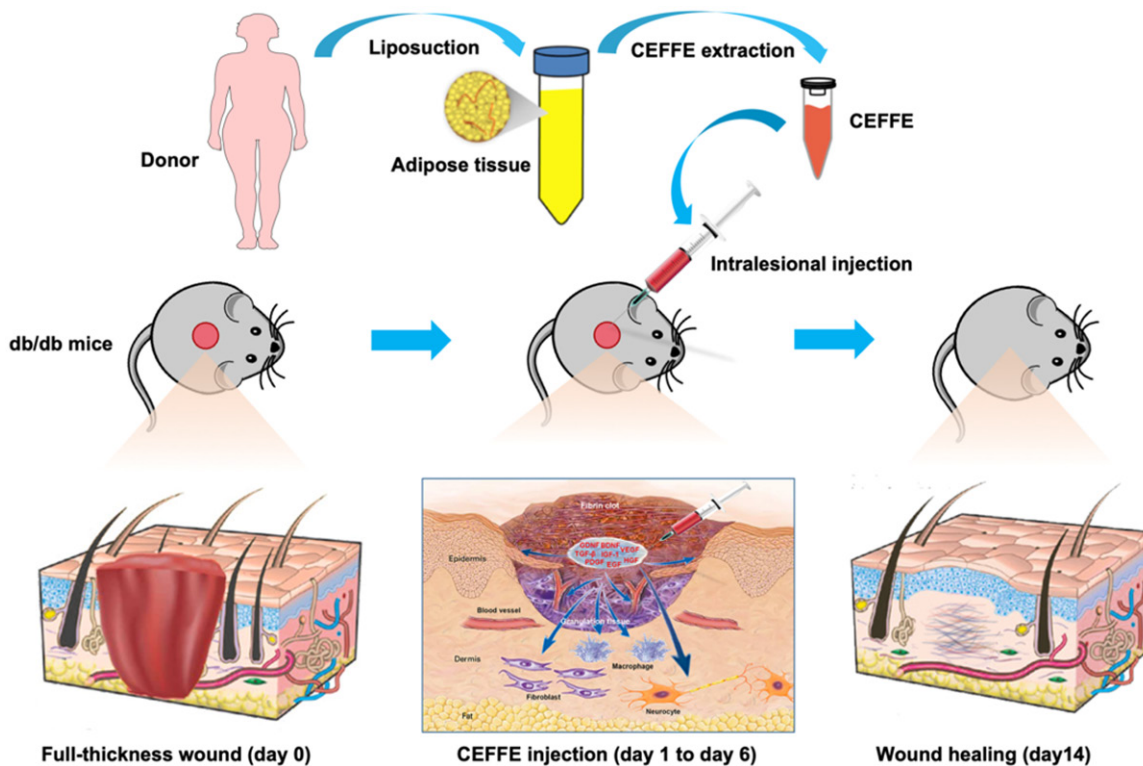 Liposuction
CEFFE extraction
CEFFE
Donor
Adipose tissue
Intralesional injection
db/db mice
Fibrin clot
GDNF BDNF
TGF-β IGF-1 VEGF
PDGF EGF NGF
Epidermis
Blood vessel
Granulation tissue
Dermis
Macrophage
Fibroblast
Neurocyte
Fat
Full-thickness wound (day 0)
CEFFE injection (day 1 to day 6)
Wound healing (day14)